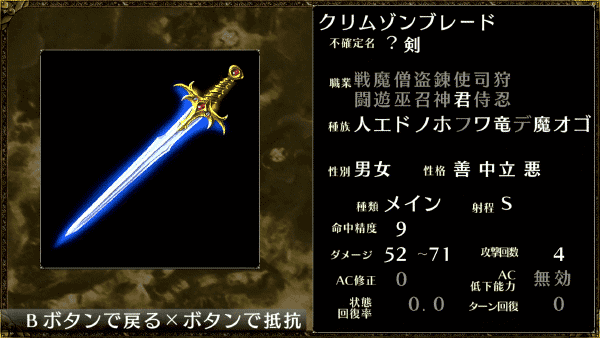 クリムゾンブレード
不確定名 ?剣
職業 戦魔僧盗錬使司狩
闘遊巫召神君侍忍
種族 人エドノホフワ竜デ魔オゴ
性別 男女 性格 善 中立 悪
種類 メイン 射程 S
命中精度 9
ダメージ 52 ~71 攻撃回数 4
AC修正 0 AC低下能力 無効
状態回復率 0.0 ターン回復 0
Bボタンで戻る×ボタンで抵抗